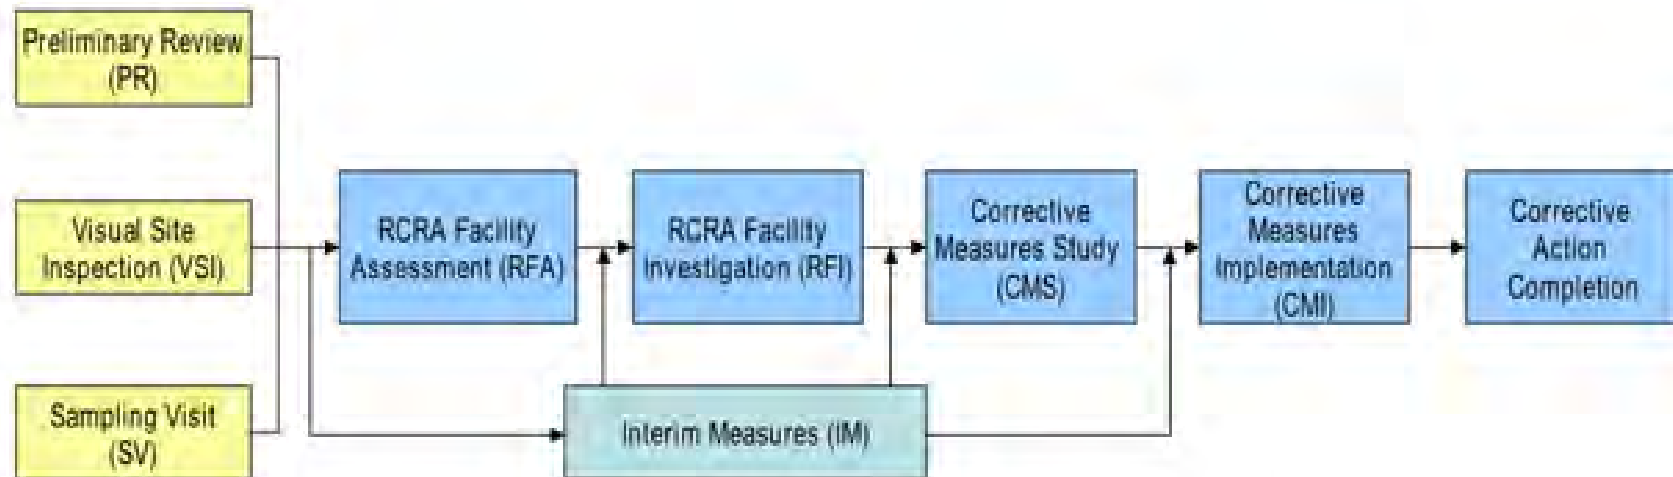 Preliminary Review
(PR)
Visual Site
Inspection (VSI)
Sampling Visit
(SV)
RCRA Facility
Assessment (RFA)
RCRA Facility
Investigation (RFI)
Corrective
Measures Study
(CMS)
Corrective
Measures
Implementation
(CMI)
Corrective
Action
Completion
Interim Measures (IM)